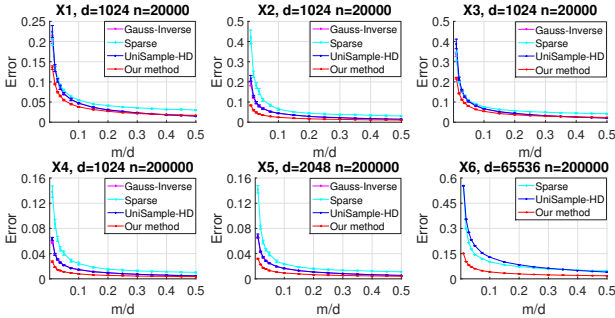 X1, d=1024 n=20000
Error
0.25
0.2
0.15
0.1
0.05
0
Gauss-Inverse
Sparse
UniSample-HD
Our method
0.1 0.2 0.3 0.4 0.5
m/d
X2, d=1024 n=20000
Error
0.5
0.4
0.3
0.2
0.1
0
Gauss-Inverse
Sparse
UniSample-HD
Our method
0.1 0.2 0.3 0.4 0.5
m/d
X3, d=1024 n=20000
Error
0.5
0.4
0.3
0.2
0.1
0
Gauss-Inverse
Sparse
UniSample-HD
Our method
0.1 0.2 0.3 0.4 0.5
m/d
X4, d=1024 n=200000
Error
0.16
0.12
0.08
0.04
0
Gauss-Inverse
Sparse
UniSample-HD
Our method
0 0.1 0.2 0.3 0.4 0.5
m/d
X5, d=2048 n=200000
Error
0.16
0.12
0.08
0.04
0
Gauss-Inverse
Sparse
UniSample-HD
Our method
0 0.1 0.2 0.3 0.4 0.5
m/d
X6, d=65536 n=200000
Error
0.6
0.45
0.3
0.15
0
Sparse
UniSample-HD
Our method
0 0.1 0.2 0.3 0.4 0.5
m/d